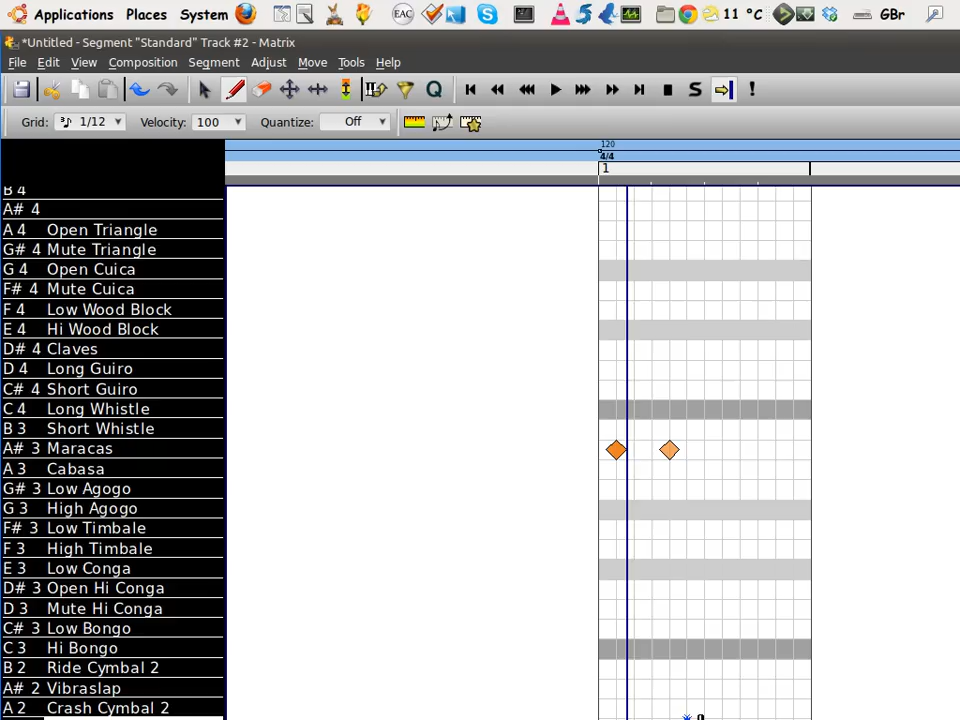 Applications Places System EAC 11 °C GBr
*Untitled - Segment "Standard" Track #2 - Matrix
File Edit View Composition Segment Adjust Move Tools Help
Q S !
Grid: 1/12 Velocity: 100 Quantize: Off
120
4/4
1
B 4
A# 4
A 4 Open Triangle
G# 4 Mute Triangle
G 4 Open Cuica
F# 4 Mute Cuica
F 4 Low Wood Block
E 4 Hi Wood Block
D# 4 Claves
D 4 Long Guiro
C# 4 Short Guiro
C 4 Long Whistle
B 3 Short Whistle
A# 3 Maracas
A 3 Cabasa
G# 3 Low Agogo
G 3 High Agogo
F# 3 Low Timbale
F 3 High Timbale
E 3 Low Conga
D# 3 Open Hi Conga
D 3 Mute Hi Conga
C# 3 Low Bongo
C 3 Hi Bongo
B 2 Ride Cymbal 2
A# 2 Vibraslap
A 2 Crash Cymbal 2